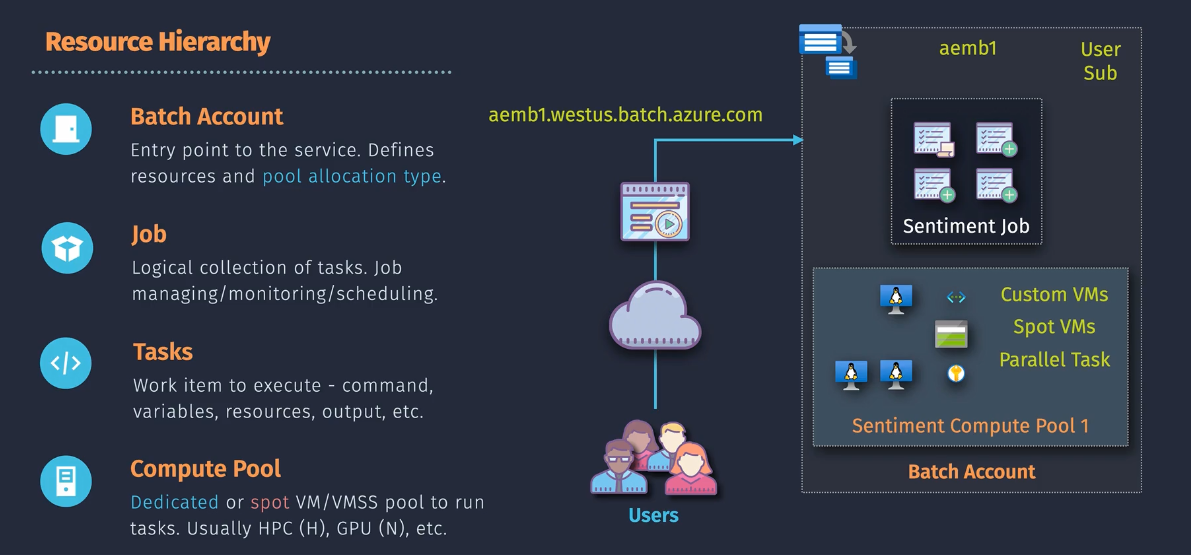 Resource Hierarchy
Batch Account
Entry point to the service. Defines
resources and pool allocation type.
Job
Logical collection of tasks. Job
managing/monitoring/scheduling.
Tasks
Work item to execute - command,
variables, resources, output, etc.
Compute Pool
Dedicated or spot VM/VMSS pool to run
tasks. Usually HPC (H), GPU (N), etc.
aemb1.westus.batch.azure.com
Users
aemb1
User
Sub
Sentiment Job
Custom VMs
Spot VMs
Parallel Task
Sentiment Compute Pool 1
Batch Account